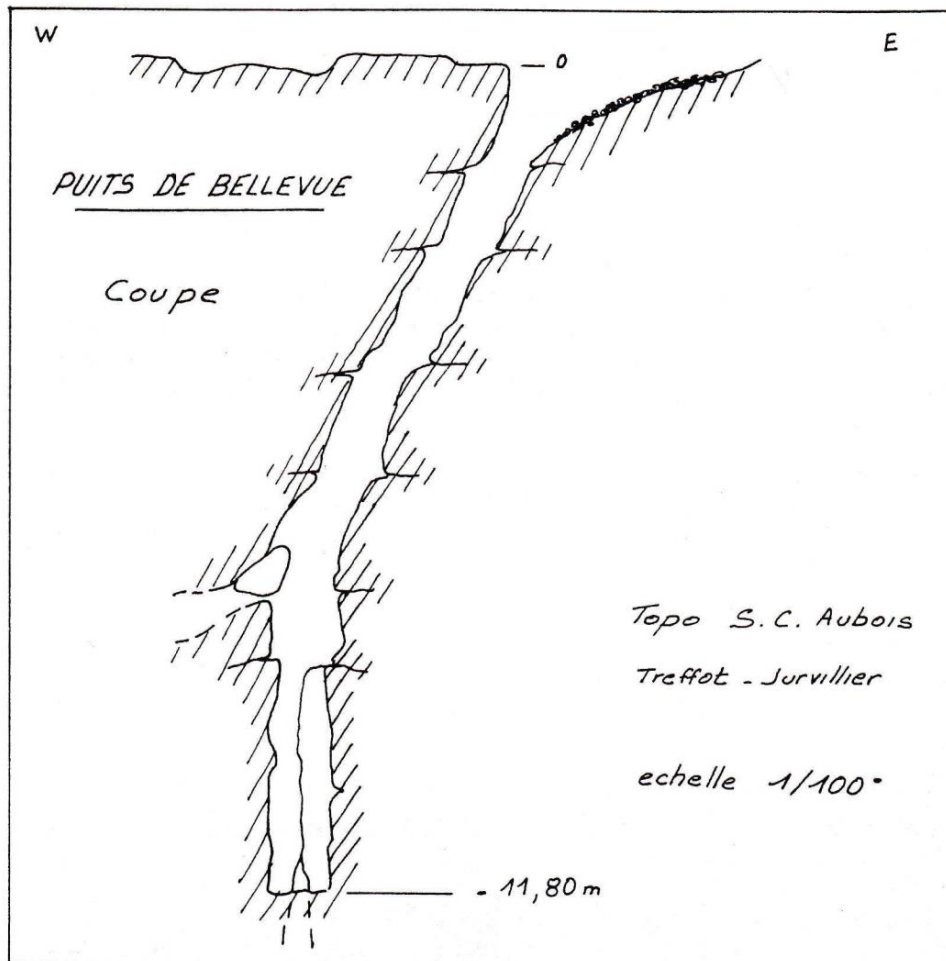 W
E
— 0
PUITS DE BELLEVUE
Coupe
Topo S.C. Aubois
Treffot - Jurvillier
echelle 1/100°
- 11,80 m